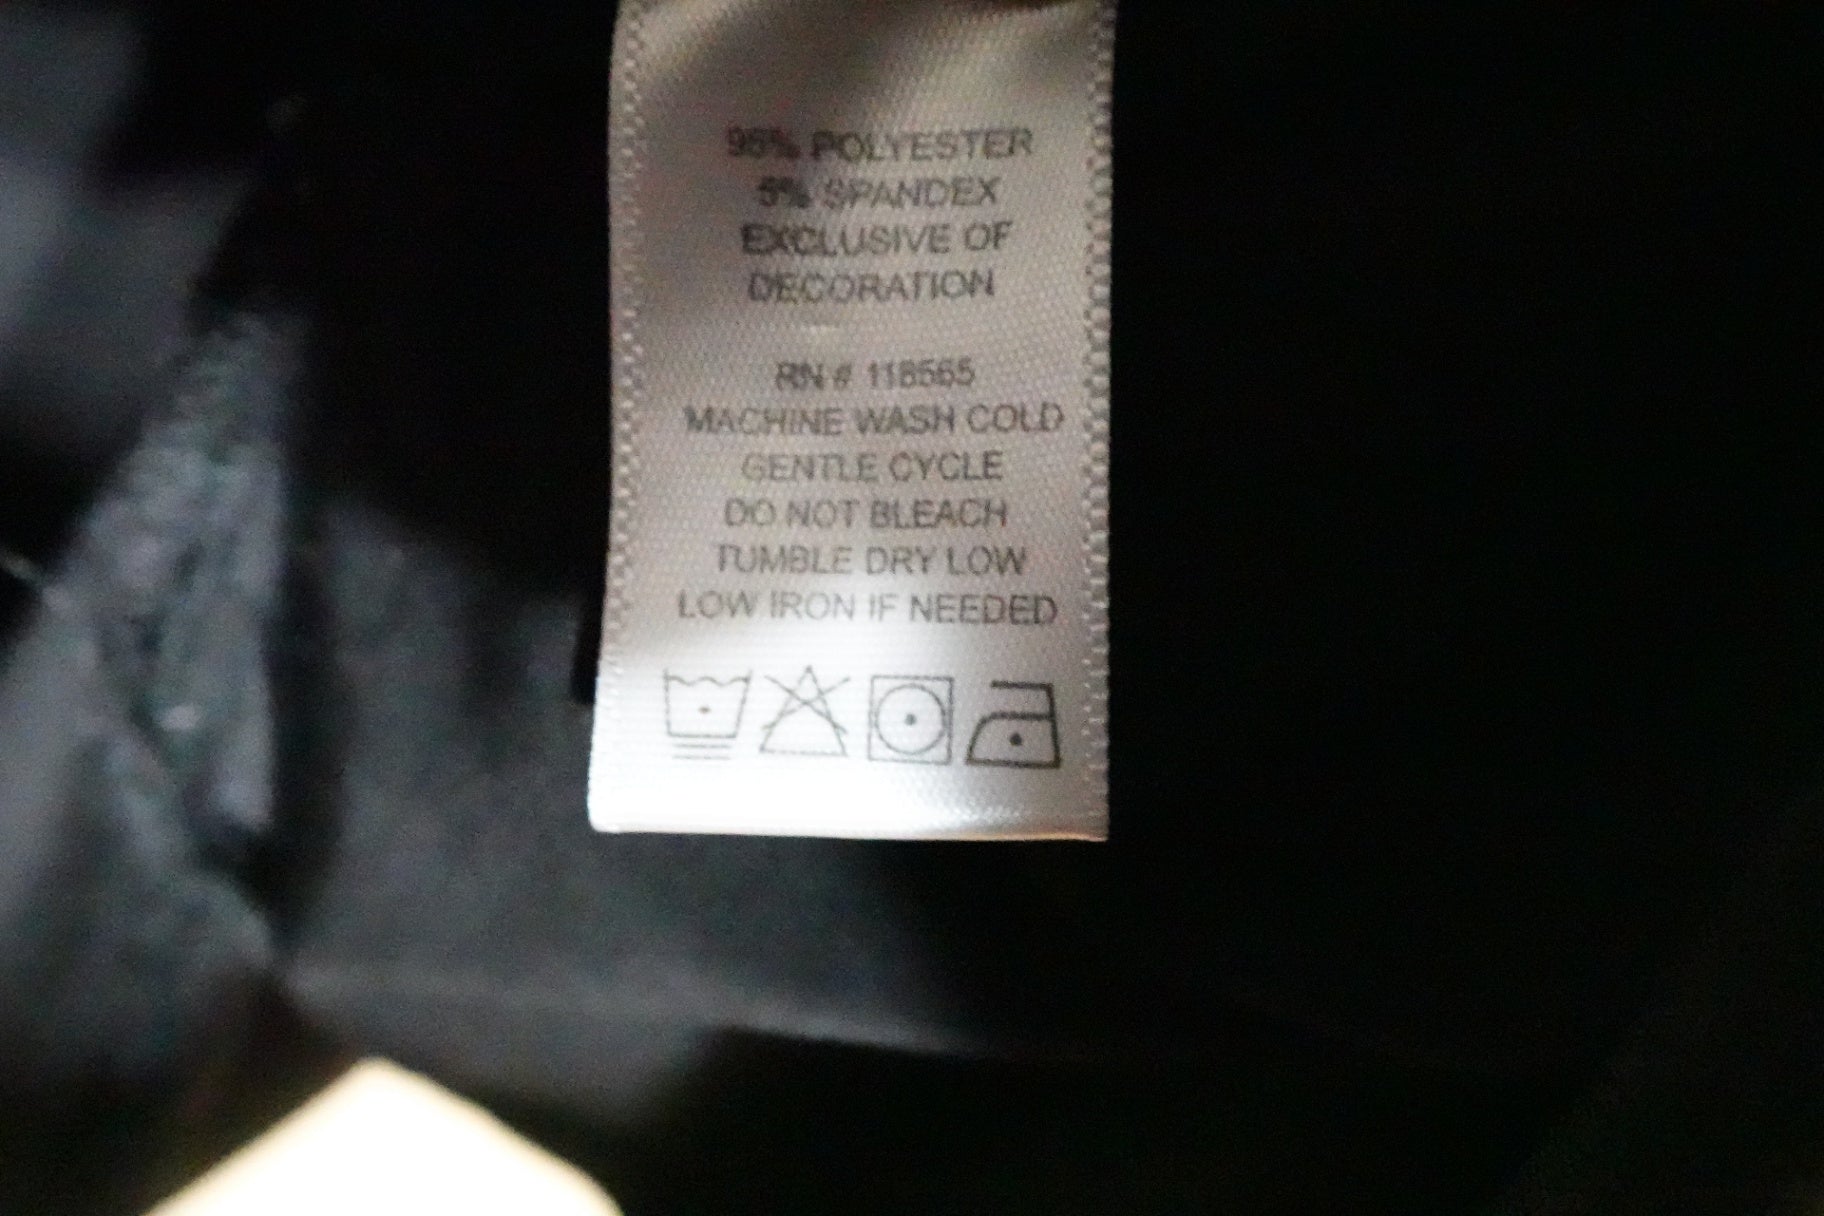 95% POLYESTER
5% SPANDEX
EXCLUSIVE OF
DECORATION
RN # 118565
MACHINE WASH COLD
GENTLE CYCLE
DO NOT BLEACH
TUMBLE DRY LOW
LOW IRON IF NEEDED